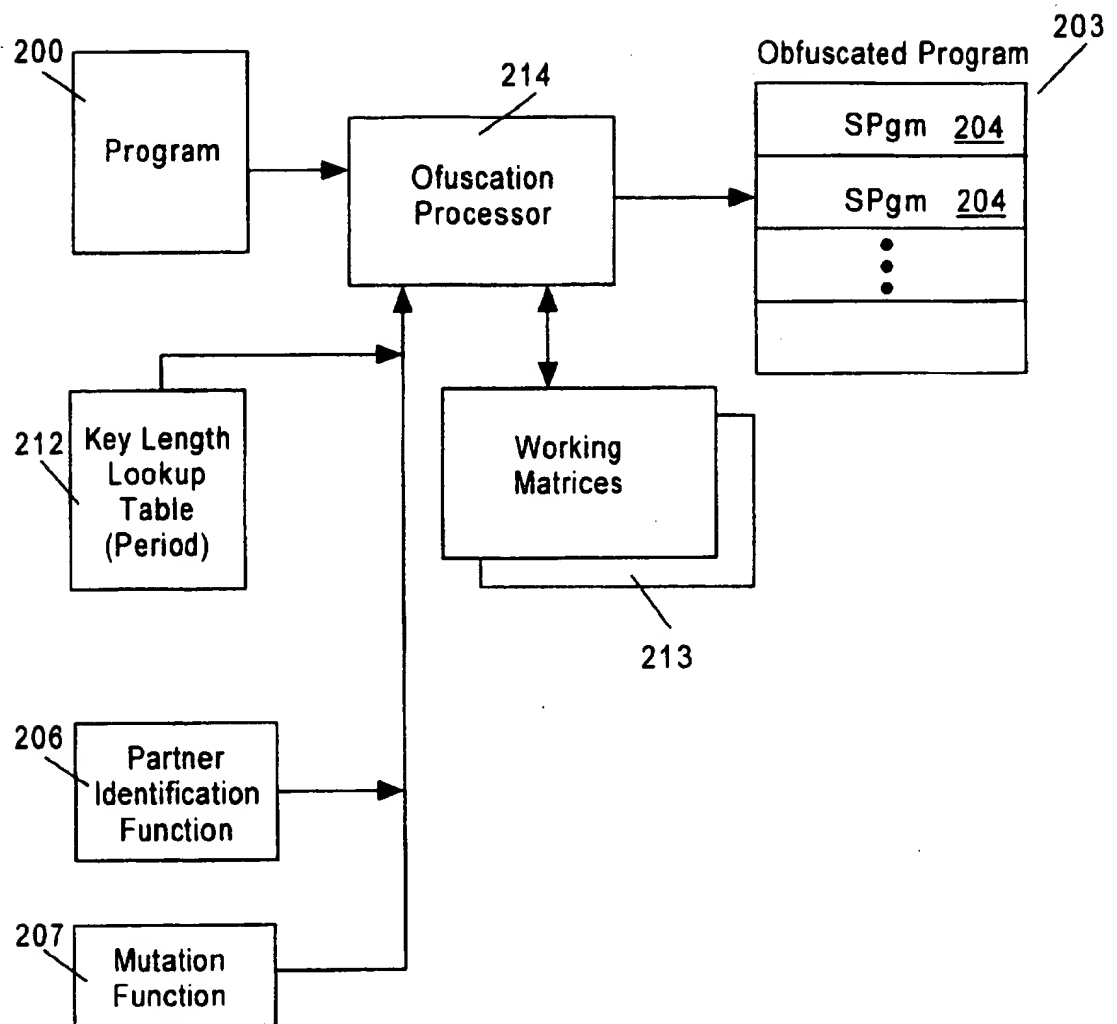 203
Obfuscated Program
200
214
Program
Ofuscation
Processor
SPgm 204
SPgm 204
212
Key Length
Lookup
Table
(Period)
Working
Matrices
213
206
Partner
Identification
Function
207
Mutation
Function